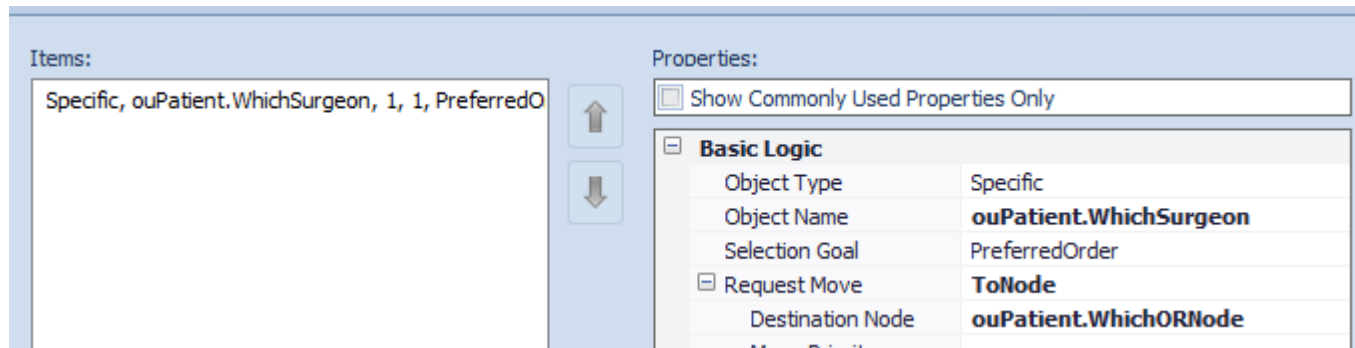 Items:
Specific, ouPatient.WhichSurgeon, 1, 1, PreferredO
Properties:
Show Commonly Used Properties Only
Basic Logic
Object Type Specific
Object Name ouPatient.WhichSurgeon
Selection Goal PreferredOrder
Request Move ToNode
Destination Node ouPatient.WhichORNode